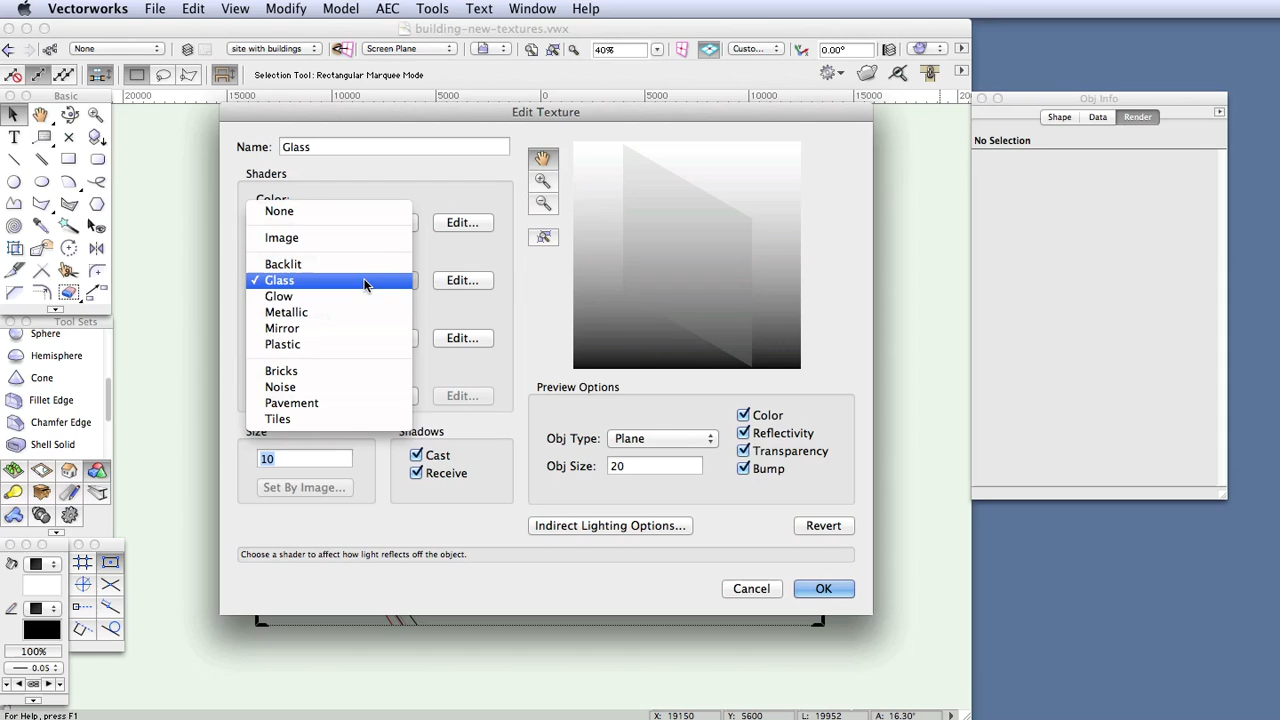 Vectorworks File Edit View Modify Model AEC Tools Text Window Help
building-new-textures.vwx
None site with buildings Screen Plane 40% Custo... 0.00°
Selection Tool: Rectangular Marquee Mode
Basic
20000 15000 10000 5000 0 5000 10000 15000 20
Edit Texture
Name: Glass
Shaders
Color:
Edit...
None
Image
Backlit
✓ Glass
Edit...
Glow
Metallic
Mirror
Edit...
Plastic
Bricks
Noise
Edit...
Pavement
Tiles
Size
10
Set By Image...
Shadows
Cast
Receive
Preview Options
Obj Type: Plane
Obj Size: 20
Color
Reflectivity
Transparency
Bump
Indirect Lighting Options...
Revert
Choose a shader to affect how light reflects off the object.
Cancel
OK
Obj Info
Shape Data Render
No Selection
Tool Sets
Sphere
Hemisphere
Cone
Fillet Edge
Chamfer Edge
Shell Solid
100%
0.05
For Help, press F1
X: 19150 Y: 5600 L: 19952 A: 16.30°